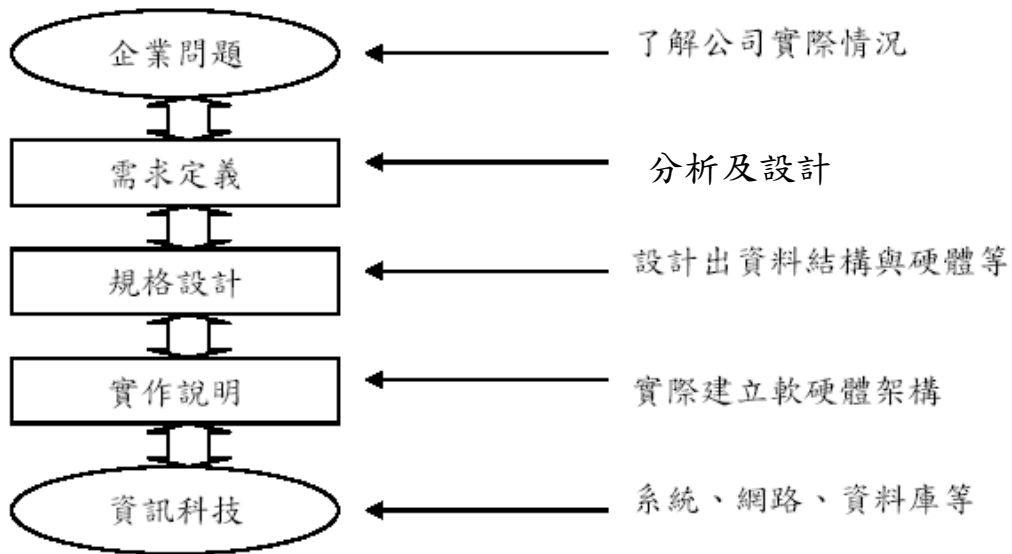 企業問題
了解公司實際情況
需求定義
分析及設計
規格設計
設計出資料結構與硬體等
實作說明
實際建立軟硬體架構
資訊科技
系統、網路、資料庫等